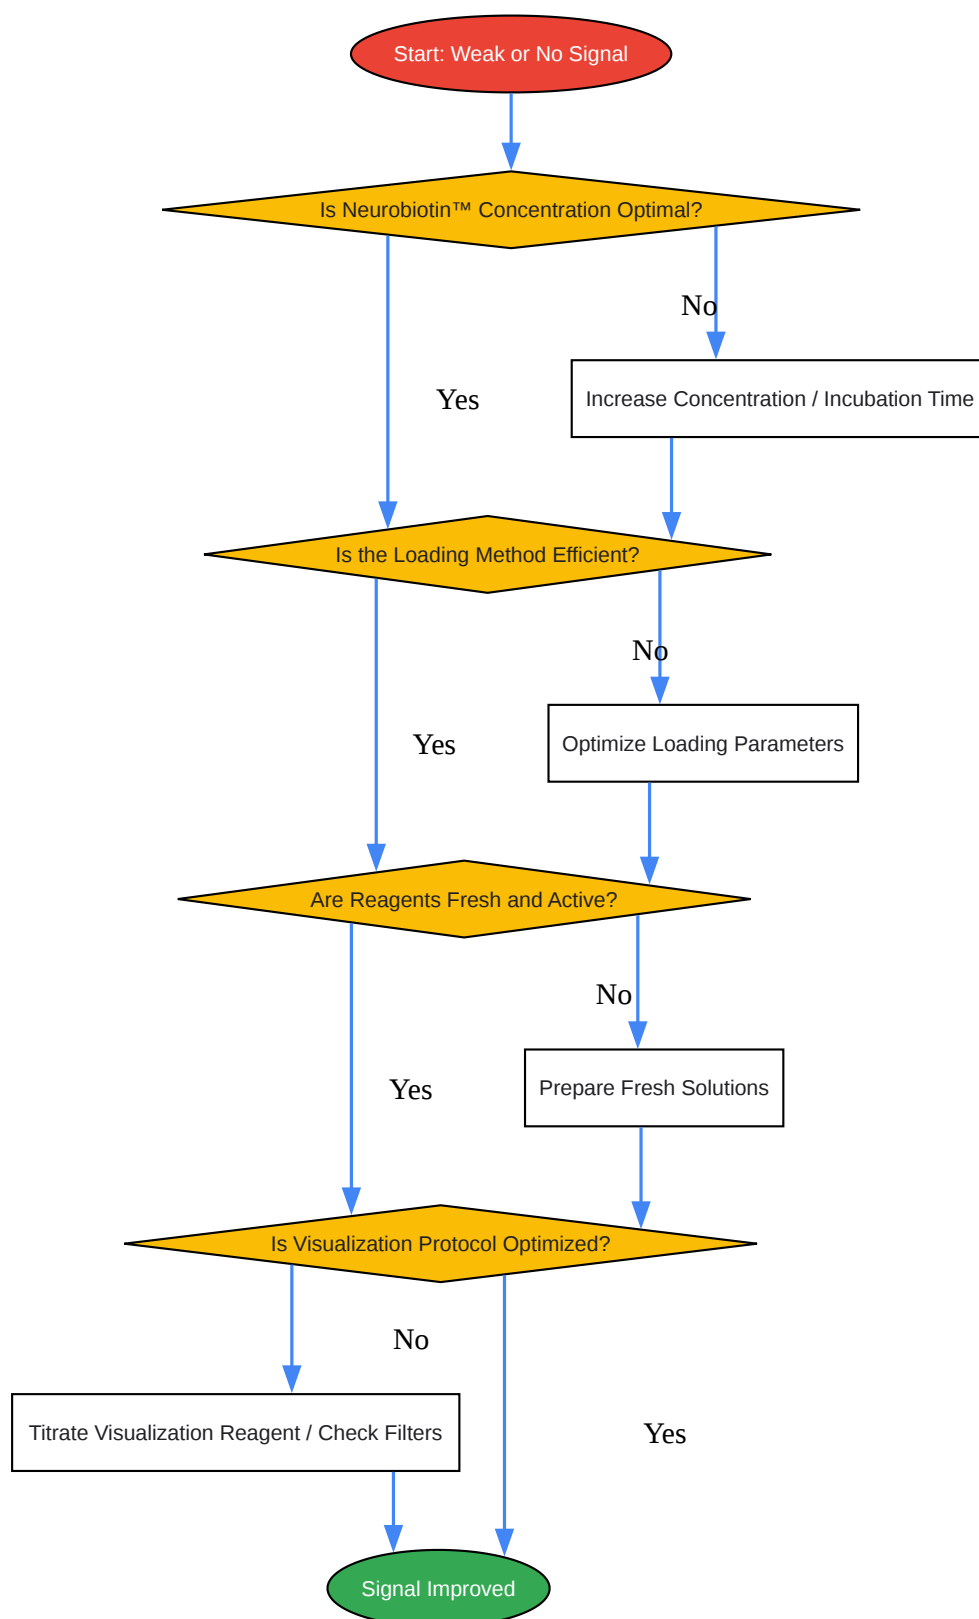 Start: Weak or No Signal
Is Neurobiotin™ Concentration Optimal?
No
Increase Concentration / Incubation Time
Yes
Is the Loading Method Efficient?
No
Optimize Loading Parameters
Yes
Are Reagents Fresh and Active?
No
Prepare Fresh Solutions
Yes
Is Visualization Protocol Optimized?
No
Titrate Visualization Reagent / Check Filters
Yes
Signal Improved